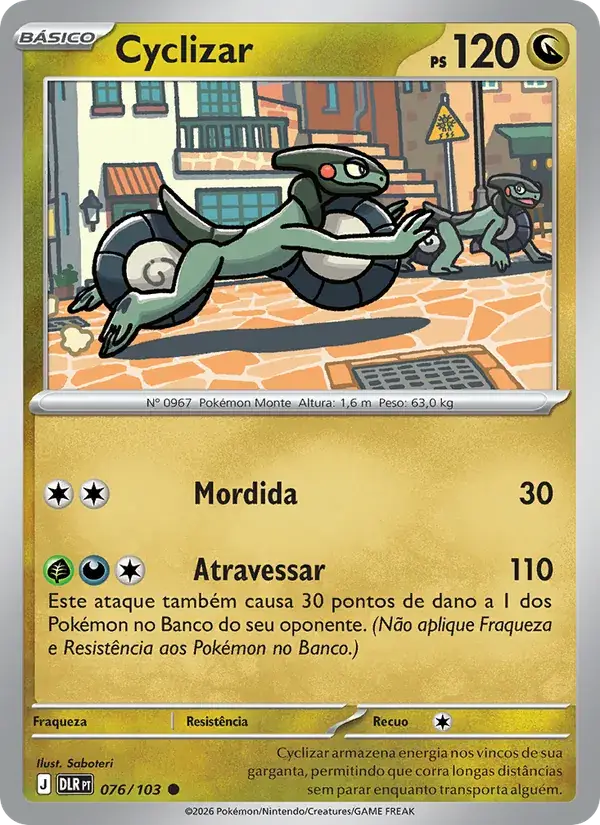 BÁSICO
Cyclizar
PS 120
Nº 0967 Pokémon Monte Altura: 1,6 m Peso: 63,0 kg
Mordida 30
Atravessar 110
Este ataque também causa 30 pontos de dano a 1 dos
Pokémon no Banco do seu oponente. (Não aplique Fraqueza
e Resistência aos Pokémon no Banco.)
Fraqueza Resistência Recuo
Ilust. Saboteri
J DLR PT 076/103
Cyclizar armazena energia nos vincos de sua
garganta, permitindo que corra longas distâncias
sem parar enquanto transporta alguém.
©2026 Pokémon/Nintendo/Creatures/GAME FREAK